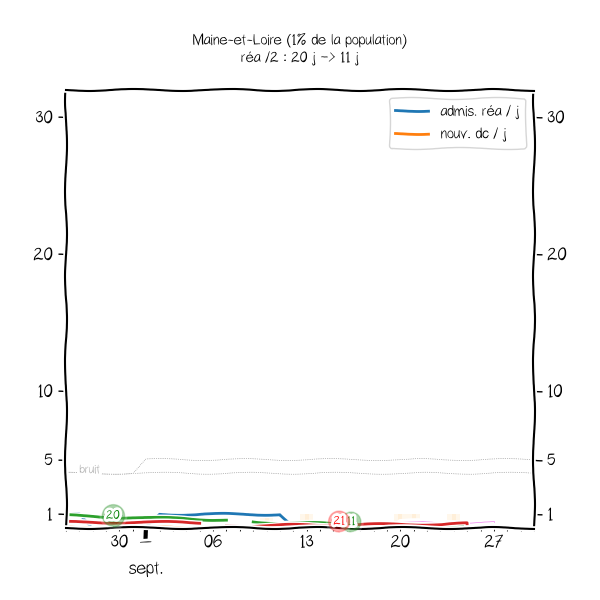 Maine-et-Loire (1% de la population)
réa /2 : 20 j -> 11 j
admis. réa / j
nouv. dc / j
30 30
20 20
10 10
5 5
bruit
1 1
20 21 11
30 06 13 20 27
sept.